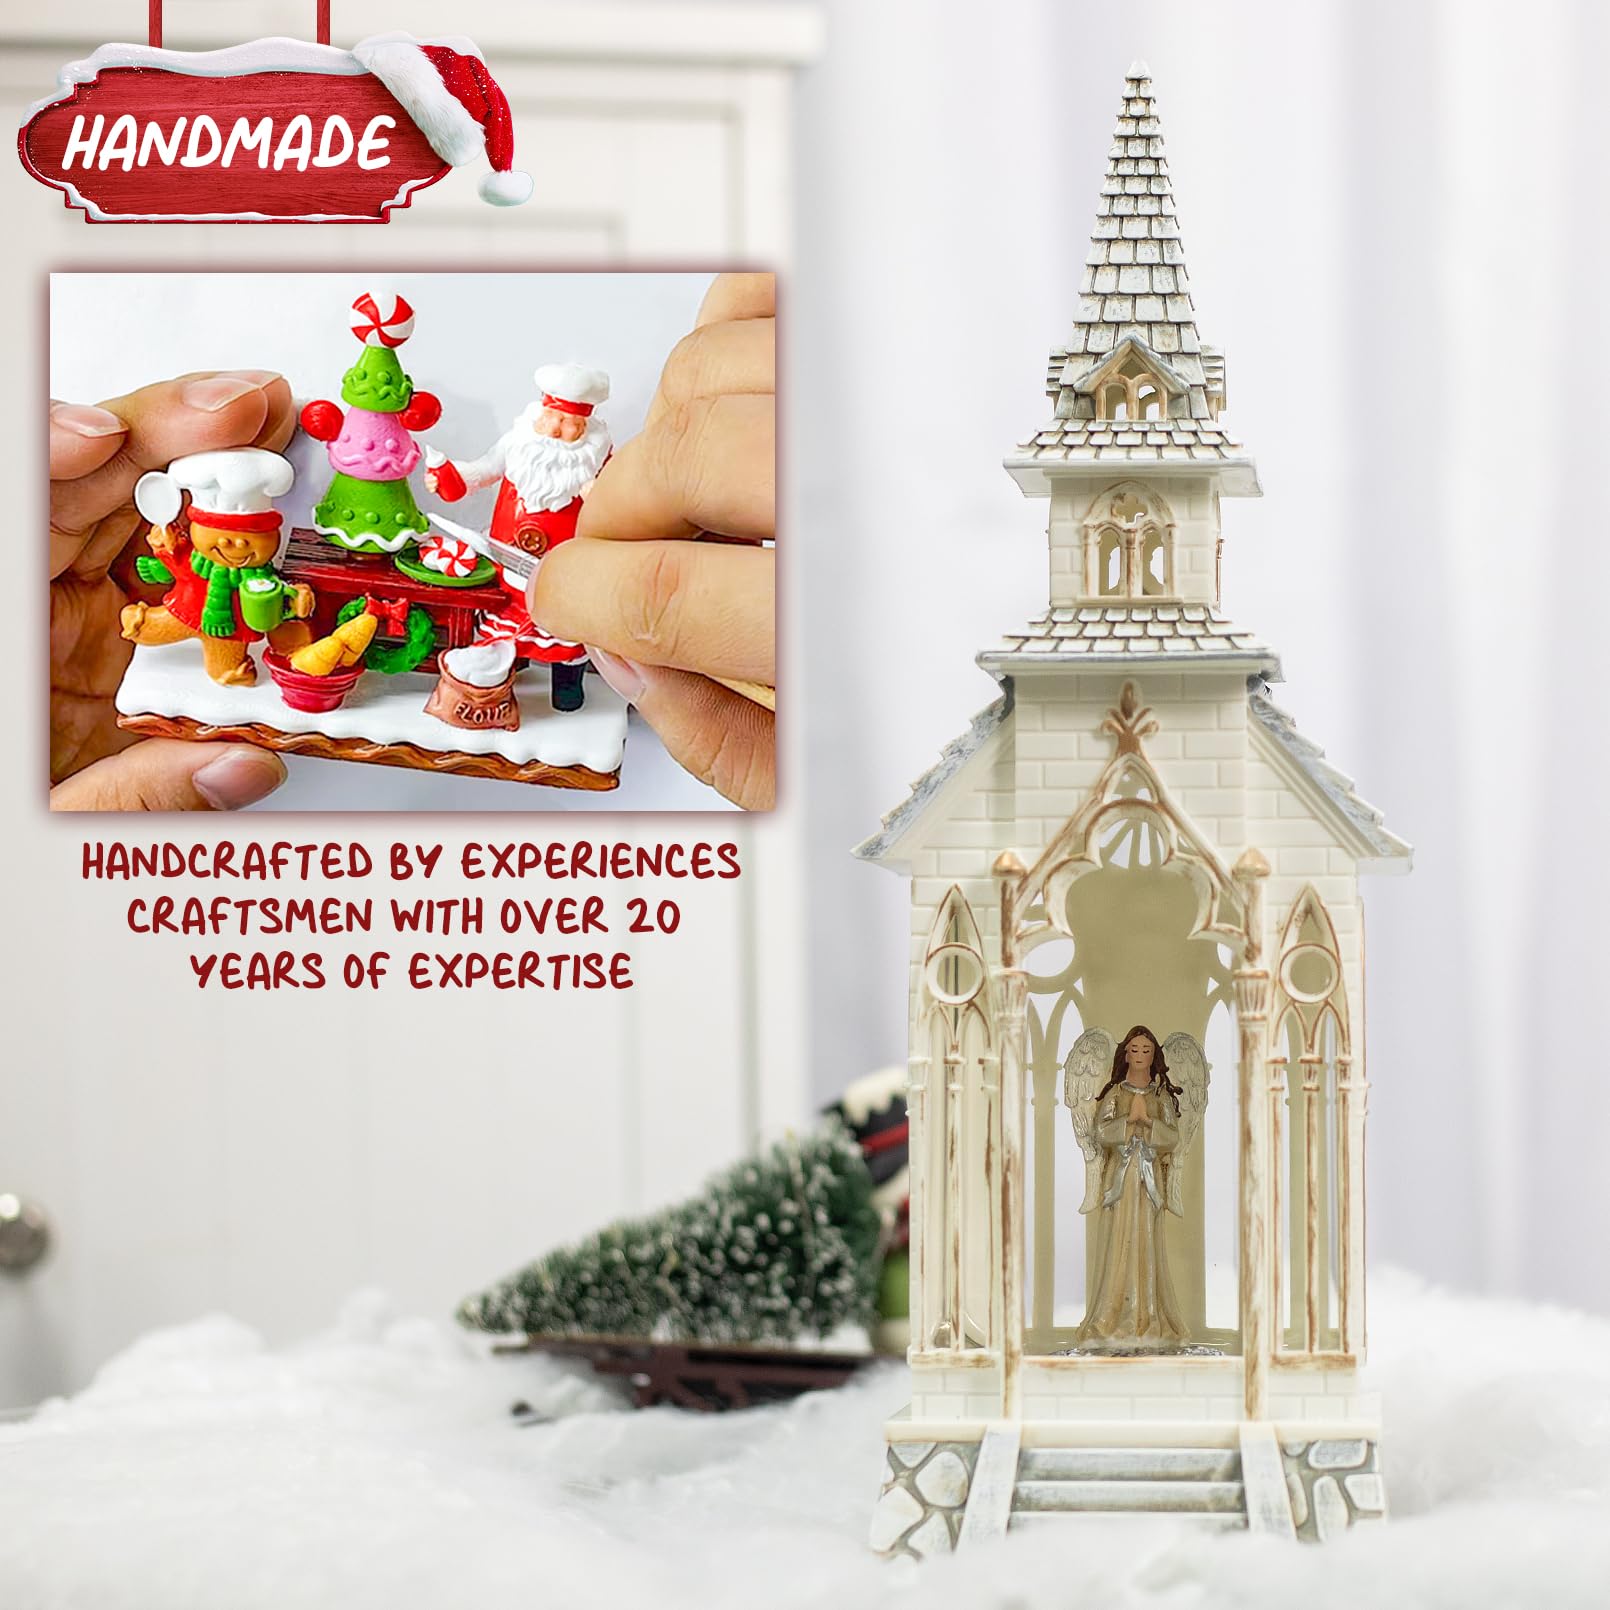 HANDMADE
HANDCRAFTED BY EXPERIENCES
CRAFTSMEN WITH OVER 20
YEARS OF EXPERTISE
FLOUR